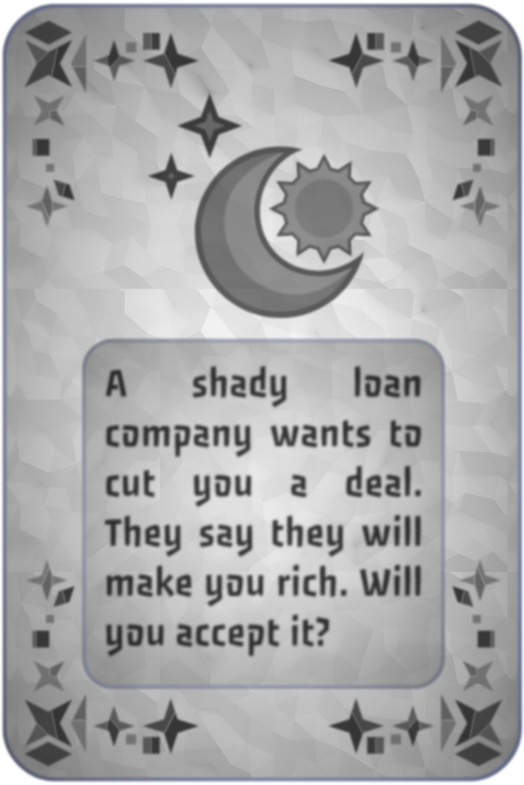 A shady loan
company wants to
cut you a deal.
They say they will
make you rich. Will
you accept it?